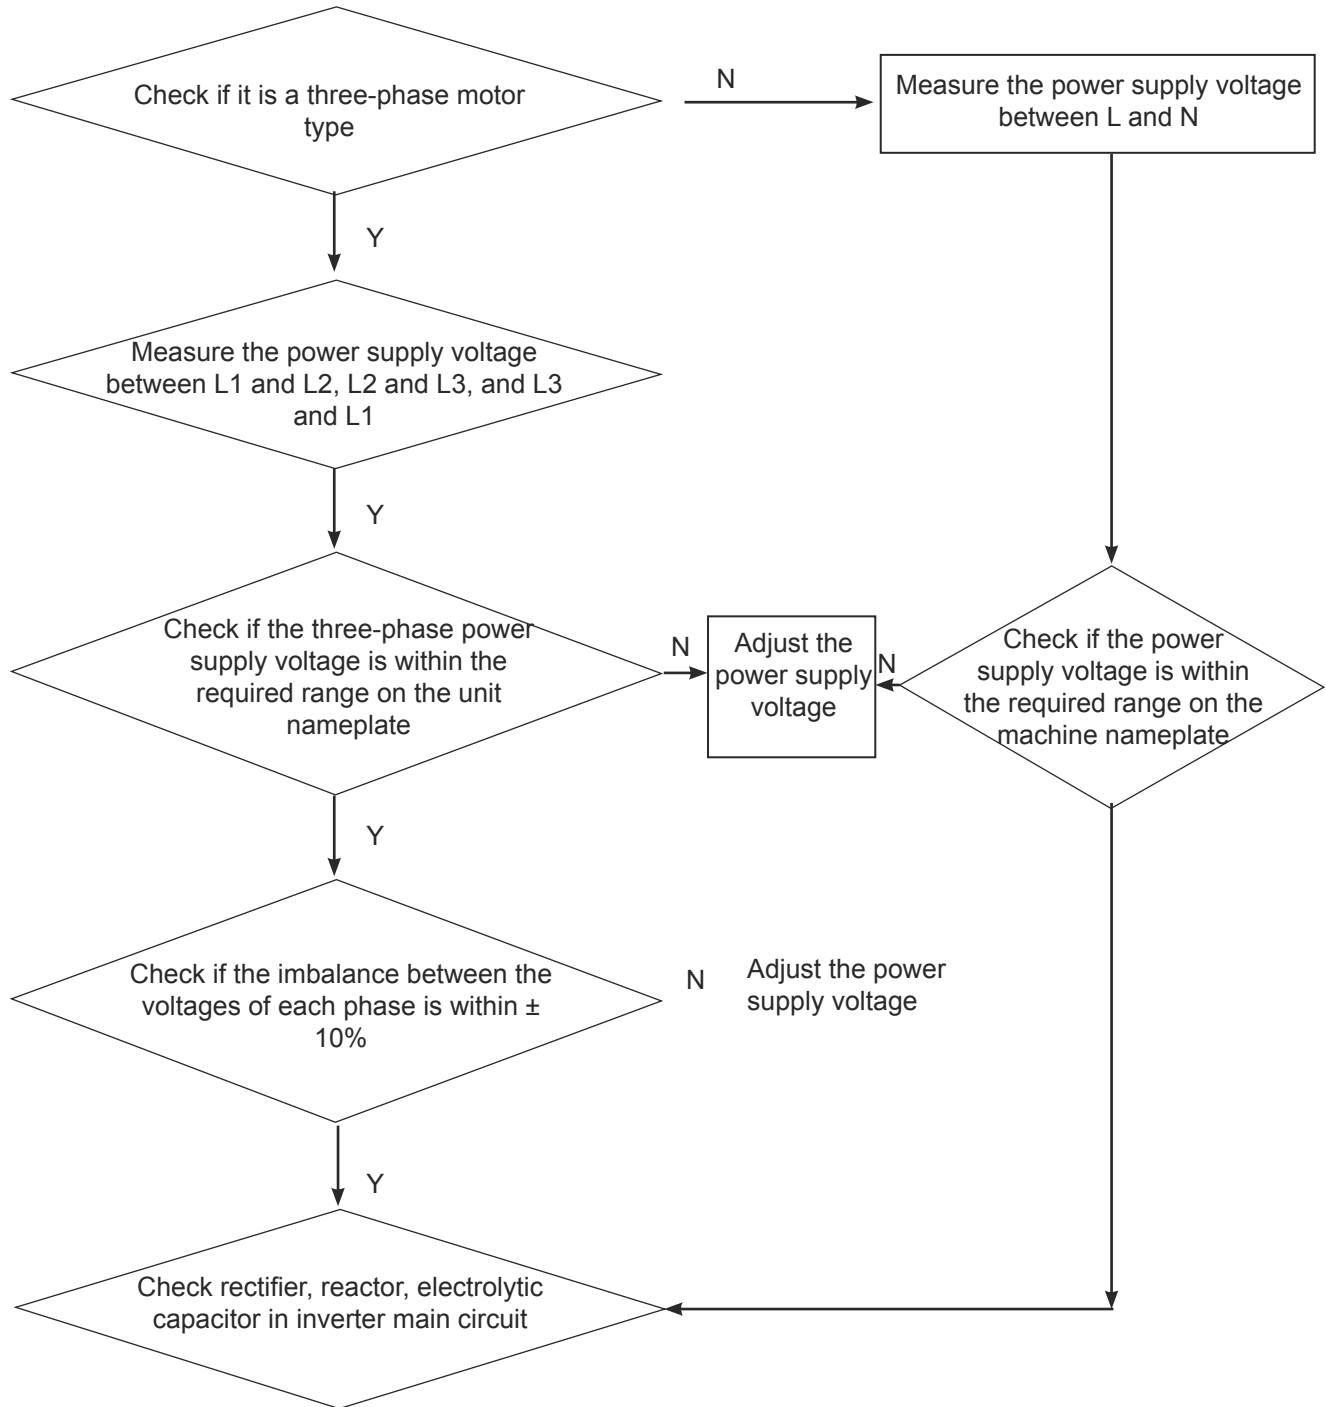 Check if it is a three-phase motor
type
N
Measure the power supply voltage
between L and N
Y
Measure the power supply voltage
between L1 and L2, L2 and L3, and L3
and L1
Y
Check if the three-phase power
supply voltage is within the
required range on the unit
nameplate
N
Adjust the
power supply
voltage
N
Check if the power
supply voltage is within
the required range on the
machine nameplate
Y
Check if the imbalance between the
voltages of each phase is within ±
10%
N
Adjust the power
supply voltage
Y
Check rectifier, reactor, electrolytic
capacitor in inverter main circuit